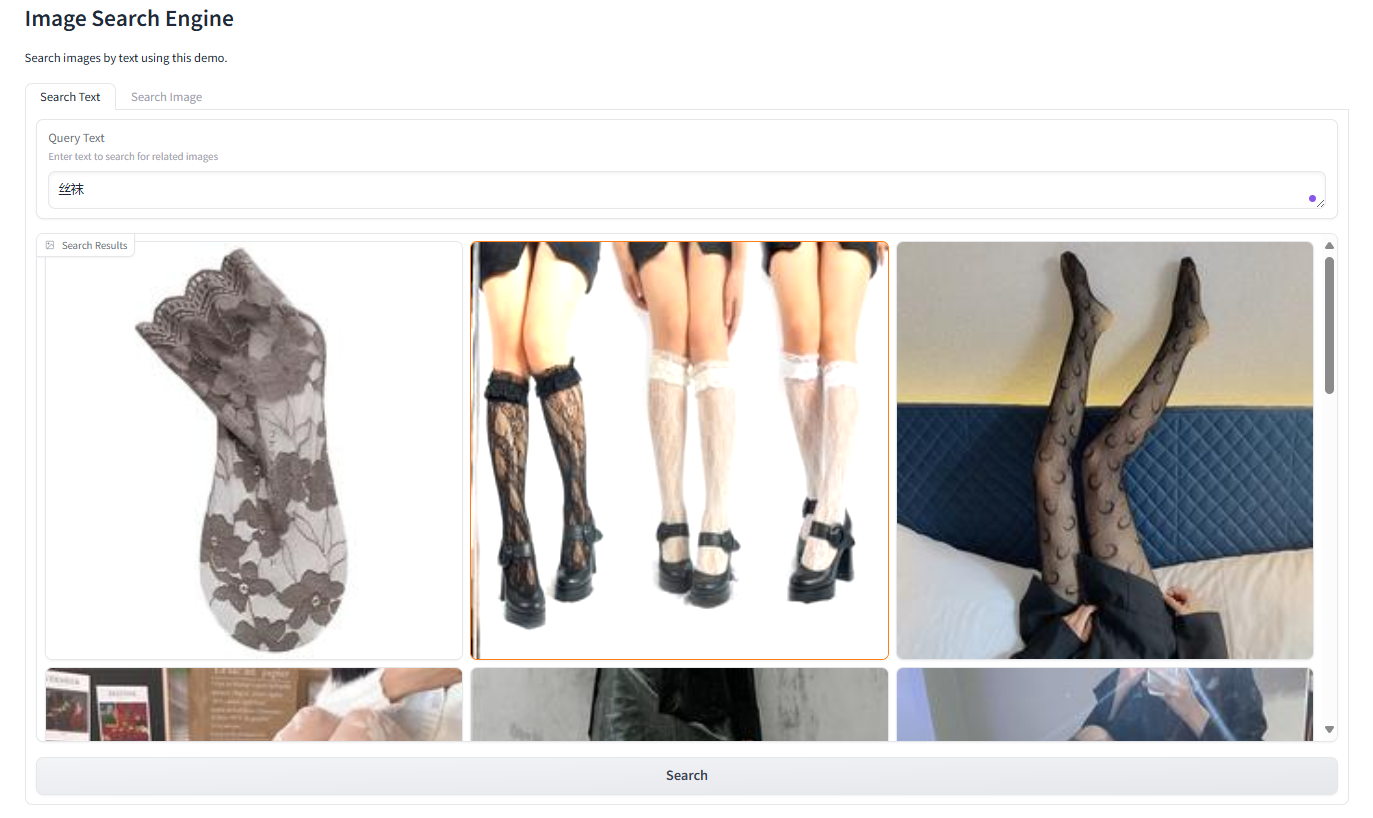 Image Search Engine
Search images by text using this demo.
Search Text
Search Image
Query Text
Enter text to search for related images
丝袜
Search Results
Search